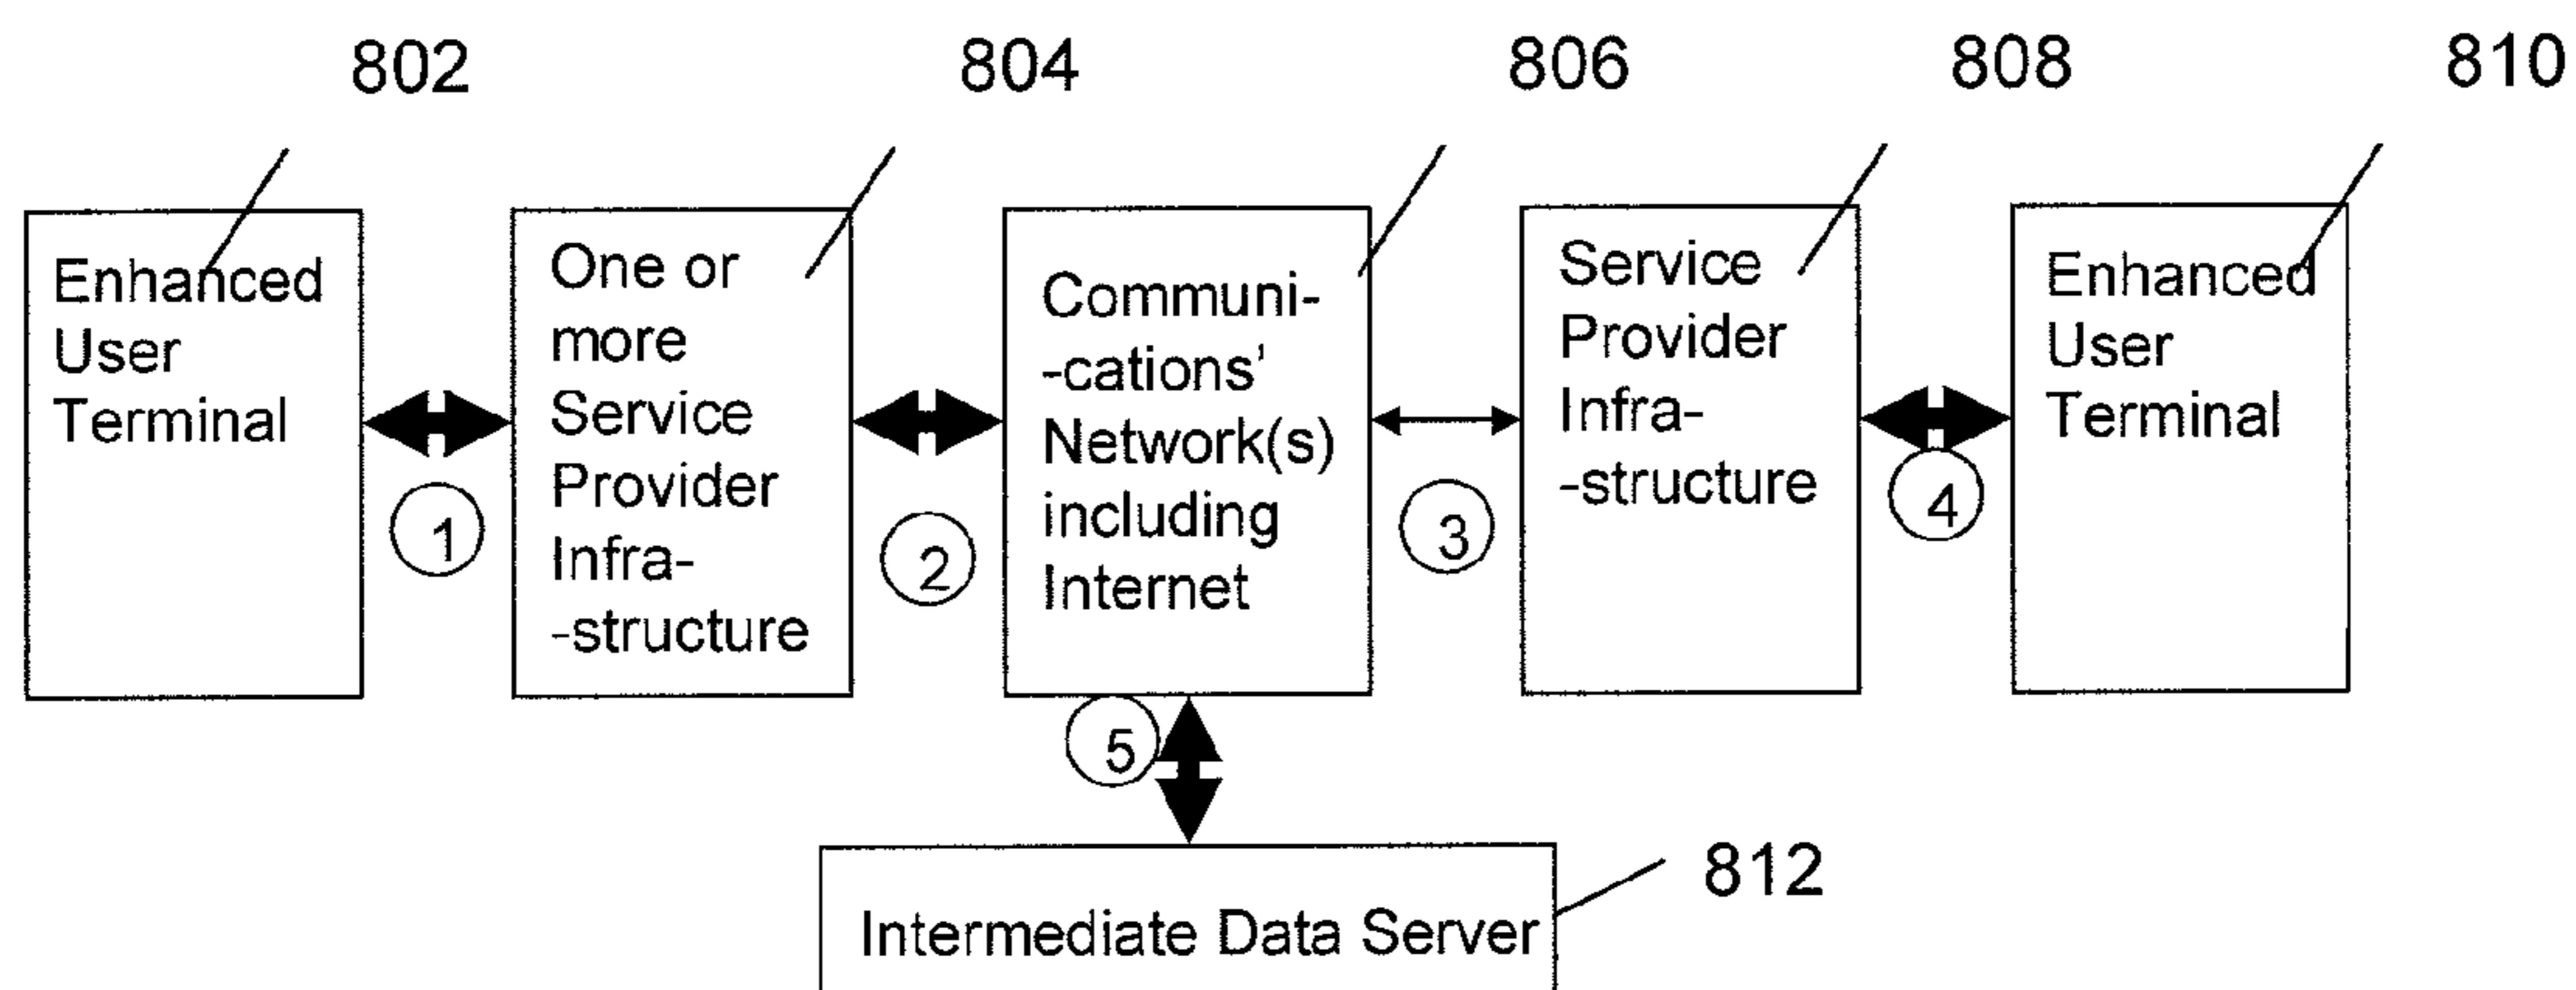 802
804
806
808
810
Enhanced
User
Terminal
One or
more
Service
Provider
Infra-
-structure
Communi-
-cations'
Network(s)
including
Internet
Service
Provider
Infra-
-structure
Enhanced
User
Terminal
1
2
3
4
5
812
Intermediate Data Server